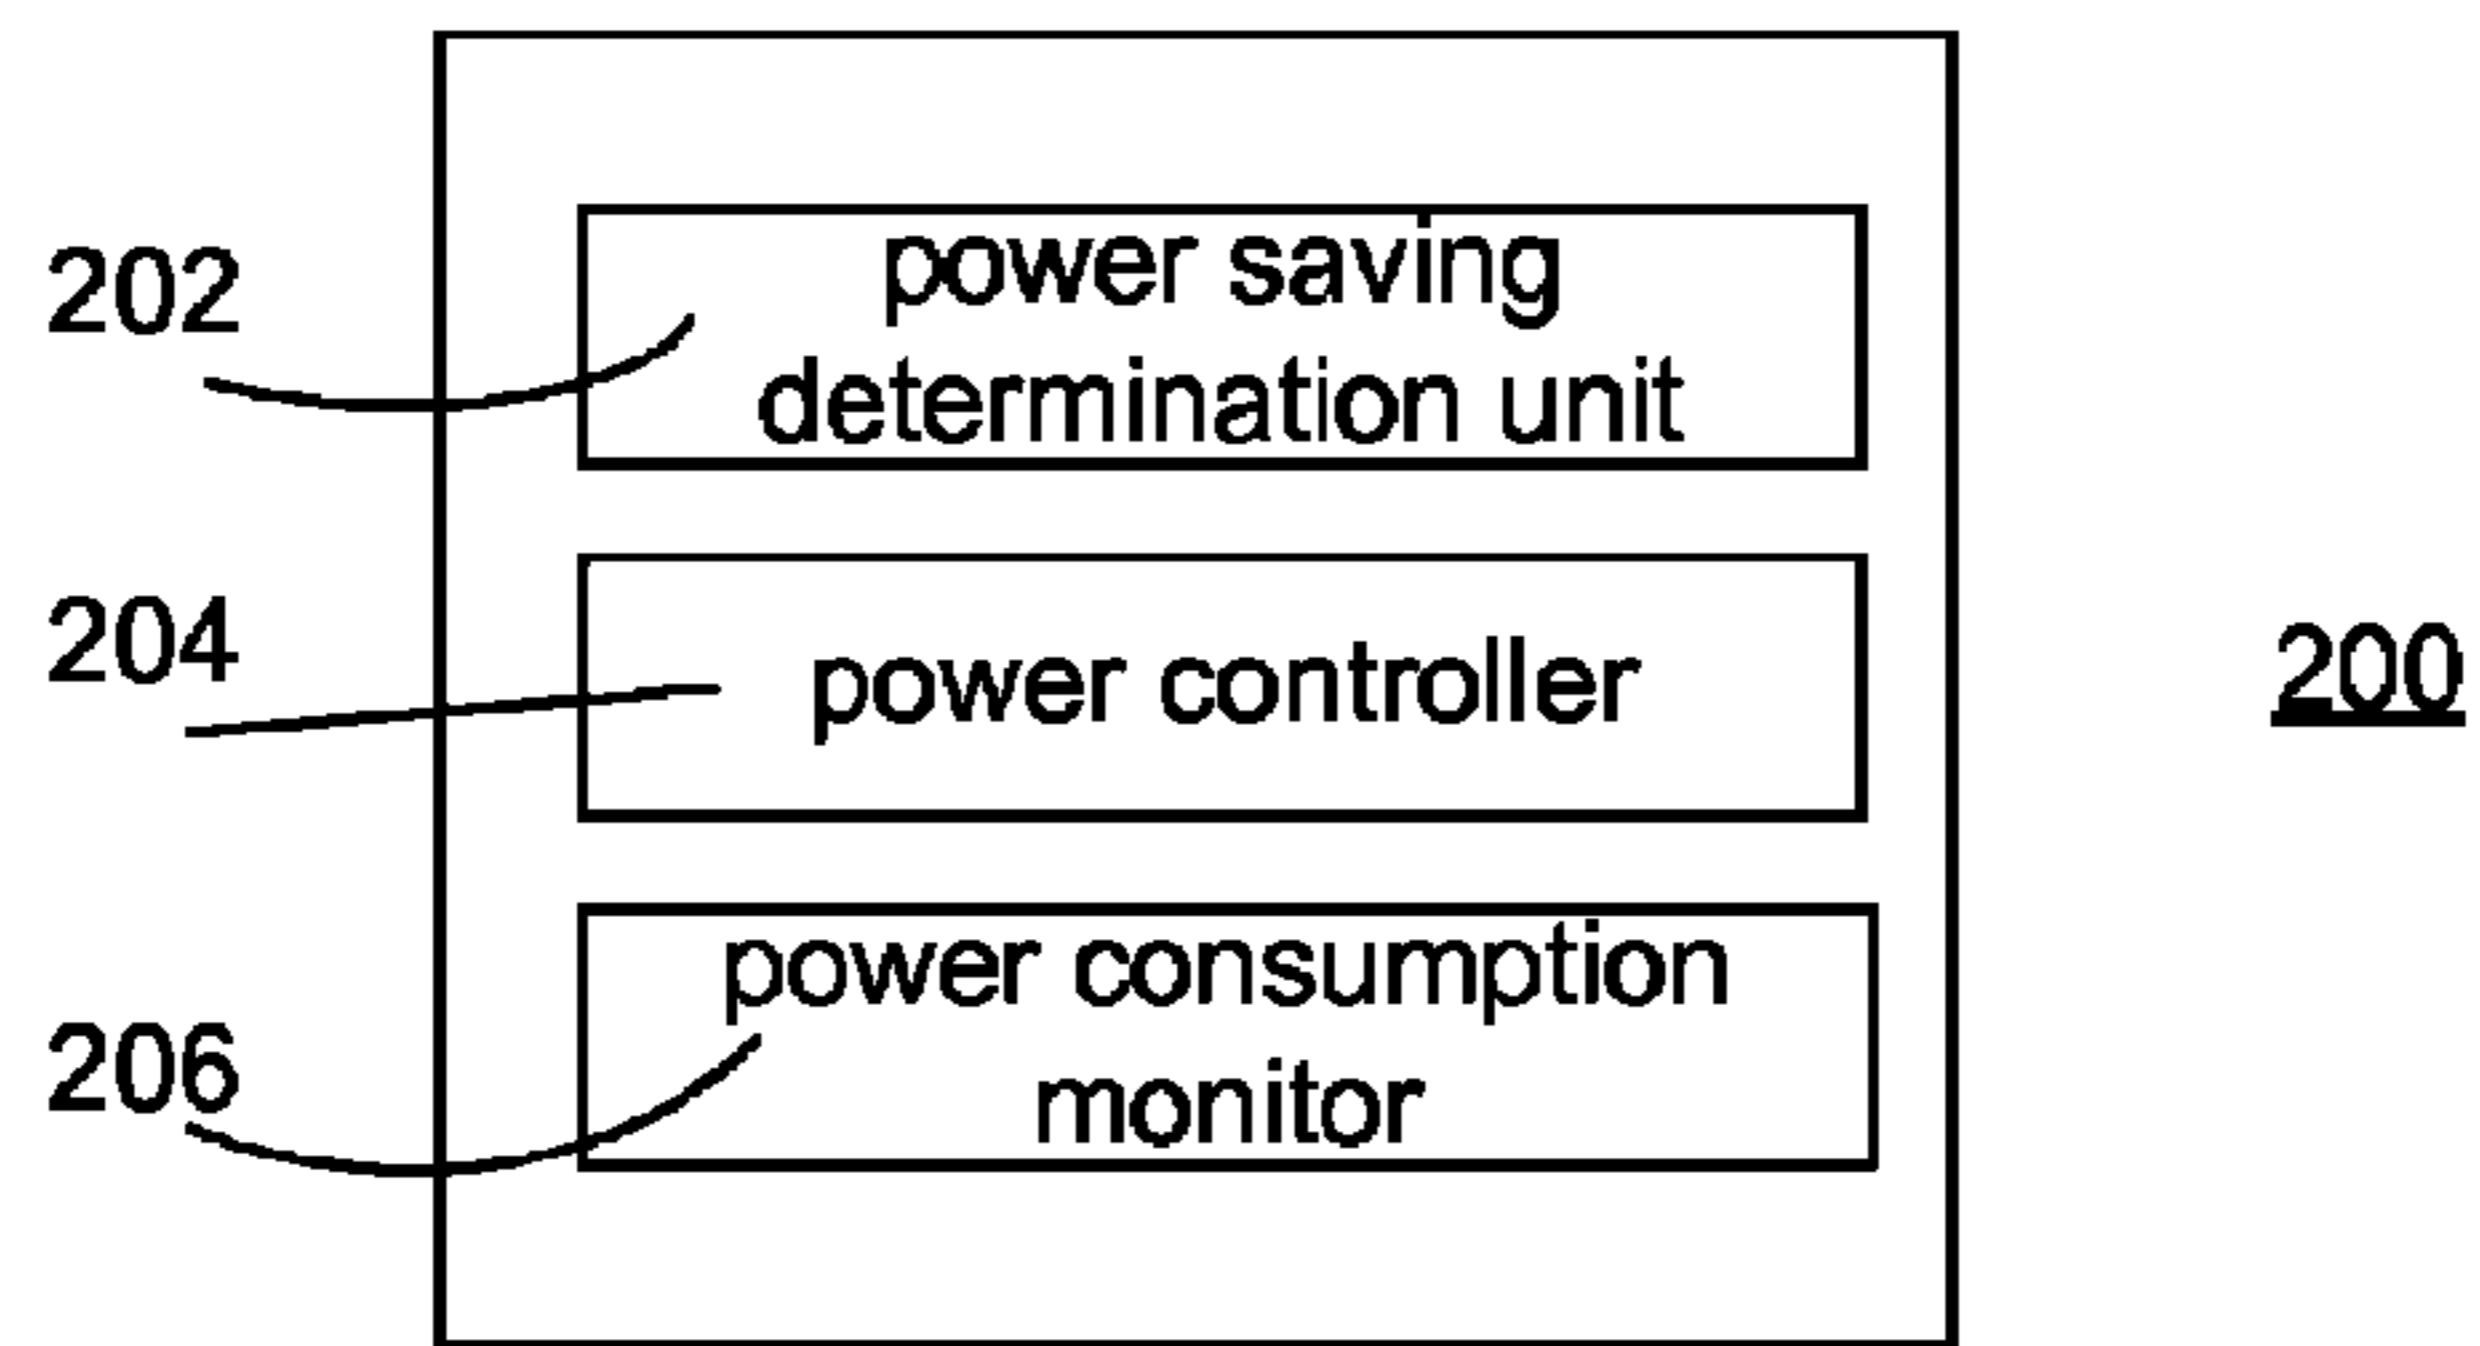 202
power saving
determination unit
204
power controller
200
206
power consumption
monitor